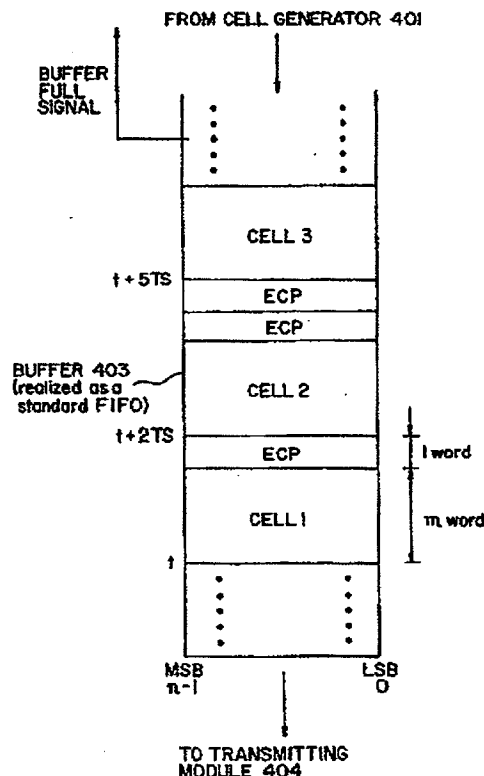 FROM CELL GENERATOR 401
BUFFER
FULL
SIGNAL
CELL 3
t+5TS
ECP
ECP
BUFFER 403
(realized as a
standard FIFO)
CELL 2
t+2TS
ECP
1 word
CELL 1
m word
t
MSB
n-1
LSB
0
TO TRANSMITTING
MODULE 404